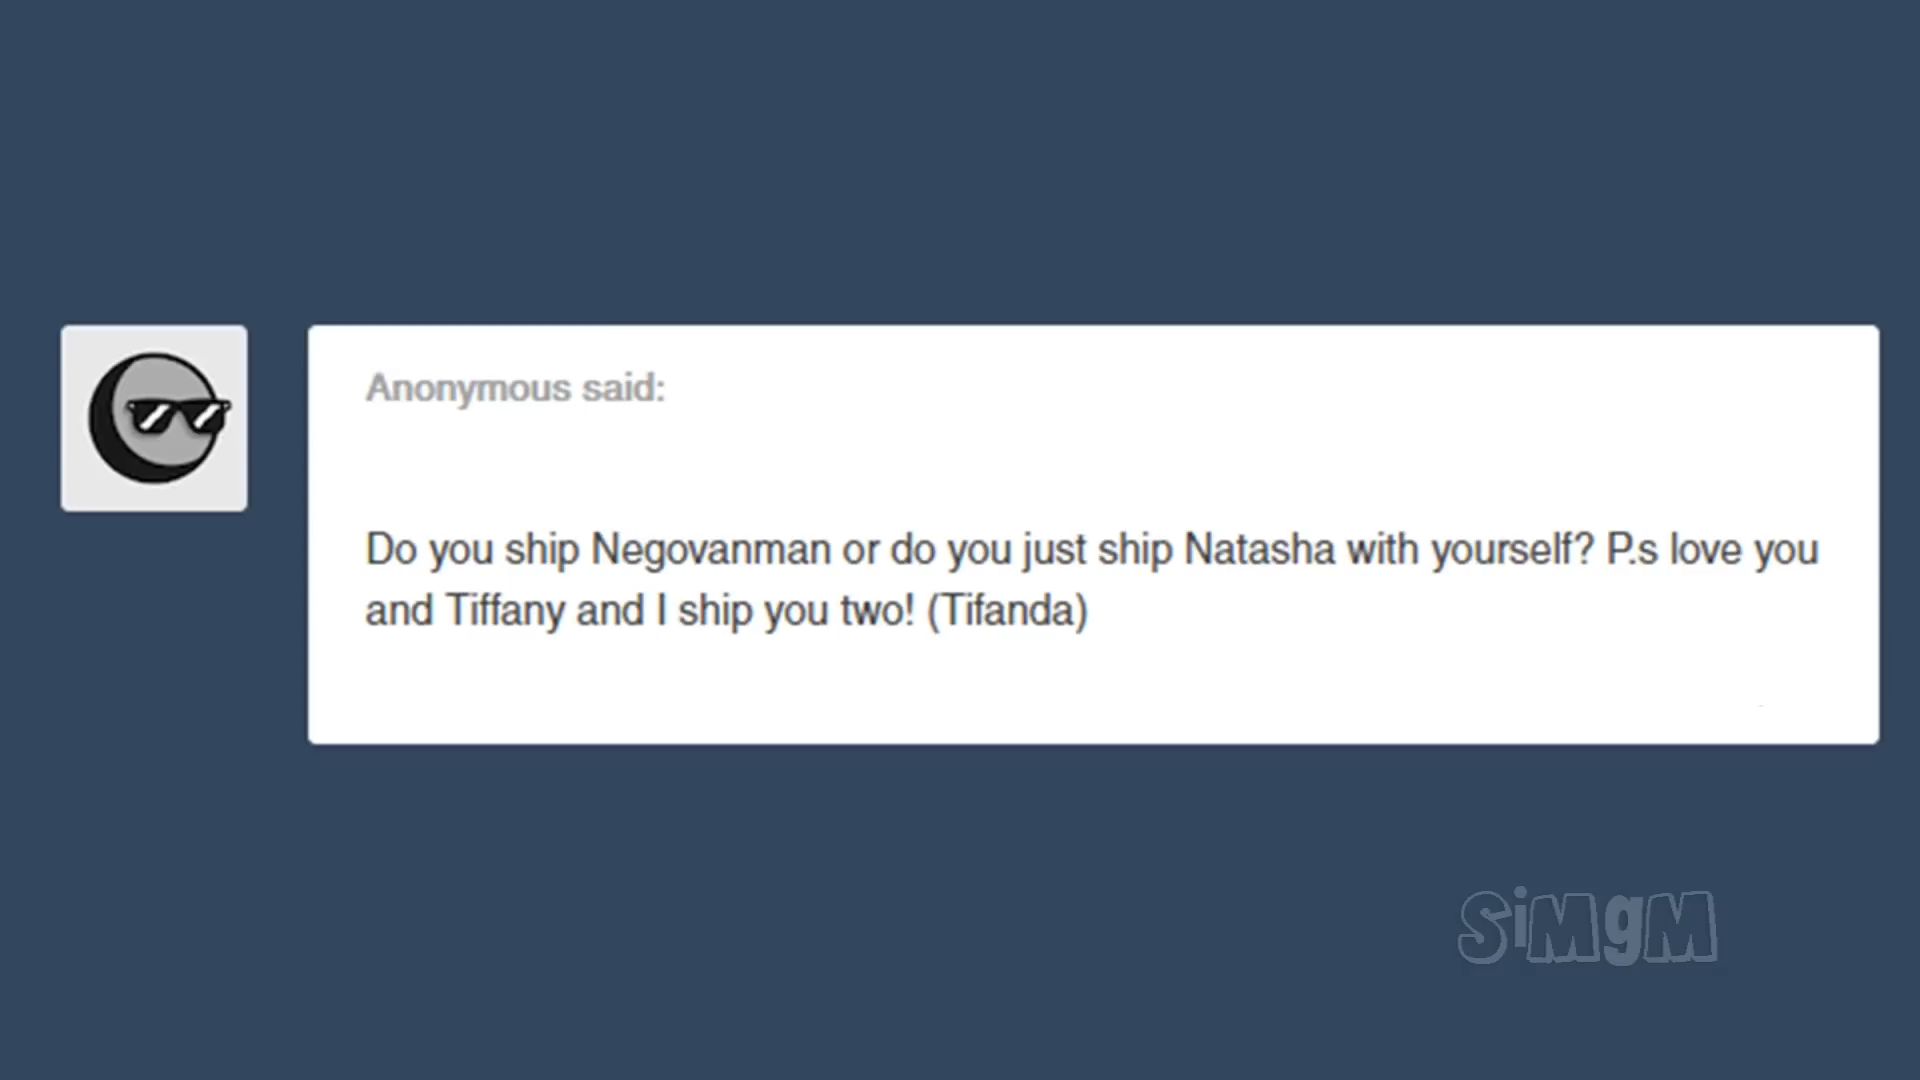 Anonymous said:
Do you ship Negovanman or do you just ship Natasha with yourself? P.s love you
and Tiffany and I ship you two! (Tifanda)
SiMgM